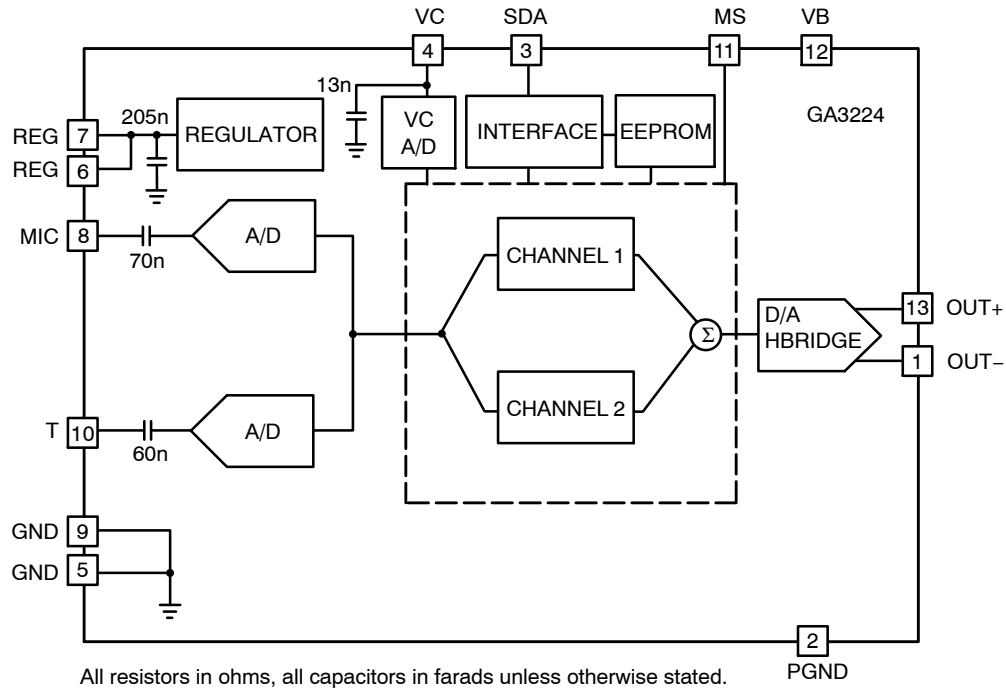 VC SDA MS VB
4 3 11 12
13n
205n
REGULATOR
VC
A/D
INTERFACE
EEPROM
GA3224
REG 7
REG 6
MIC 8
70n
A/D
CHANNEL 1
Σ
D/A
HBRIDGE
13 OUT+
1 OUT−
CHANNEL 2
T 10
60n
A/D
GND 9
GND 5
2
PGND
All resistors in ohms, all capacitors in farads unless otherwise stated.